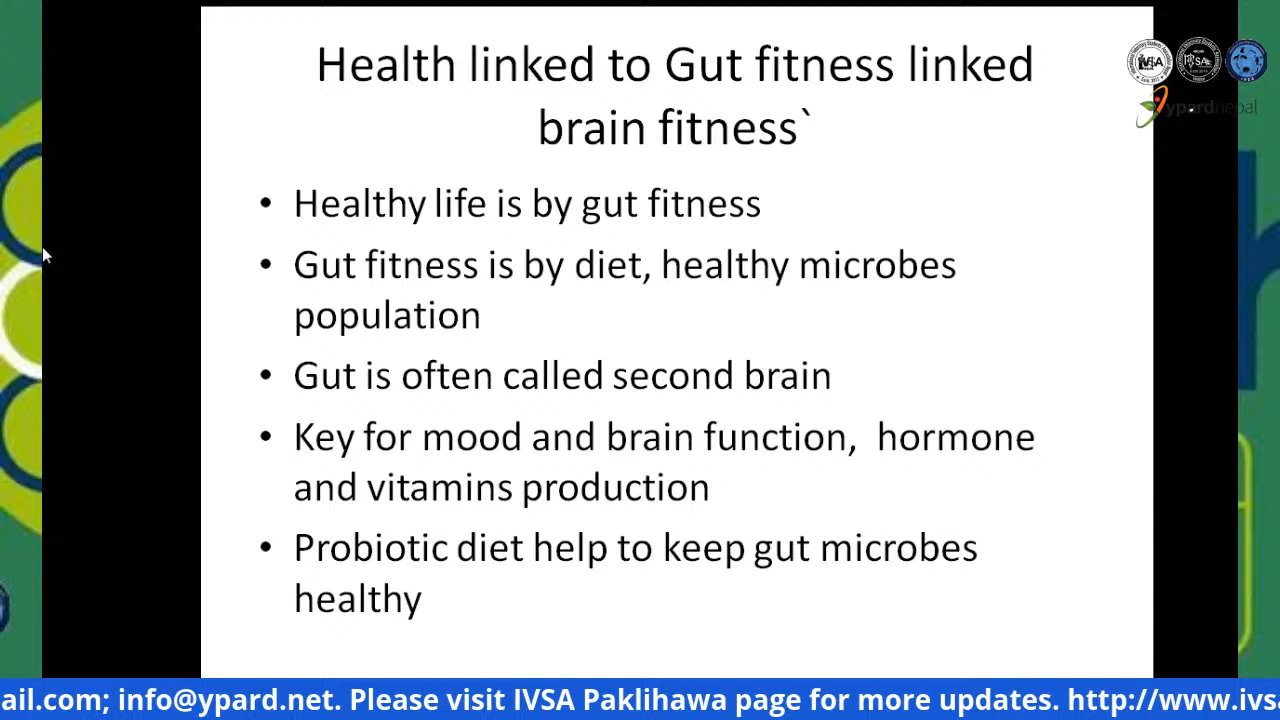 Health linked to Gut fitness linked
brain fitness`
• Healthy life is by gut fitness
• Gut fitness is by diet, healthy microbes
population
• Gut is often called second brain
• Key for mood and brain function,  hormone
and vitamins production
• Probiotic diet help to keep gut microbes
healthy
IVSA
ypardnepal
ail.com; info@ypard.net. Please visit IVSA Paklihawa page for more updates. http://www.ivs